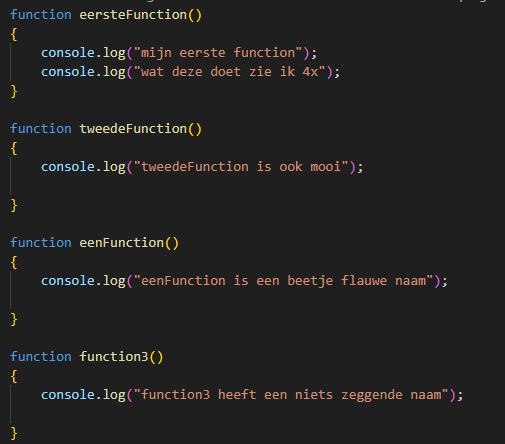 function eersteFunction()
{
    console.log("mijn eerste function");
    console.log("wat deze doet zie ik 4x");
}
function tweedeFunction()
{
    console.log("tweedeFunction is ook mooi");
}
function eenFunction()
{
    console.log("eenFunction is een beetje flauwe naam");
}
function function3()
{
    console.log("function3 heeft een niets zeggende naam");
}